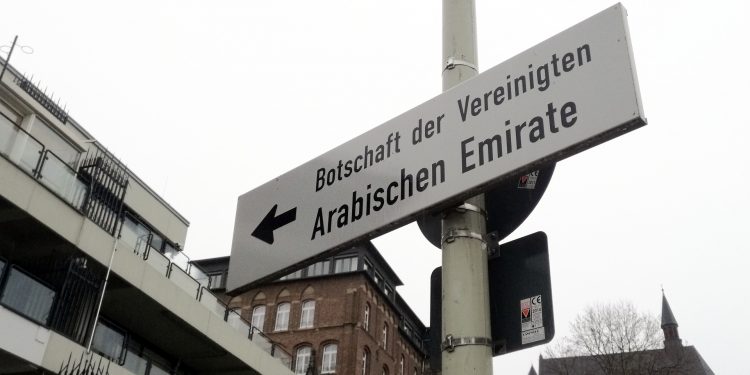 Botschaft der Vereinigten
Arabischen Emirate